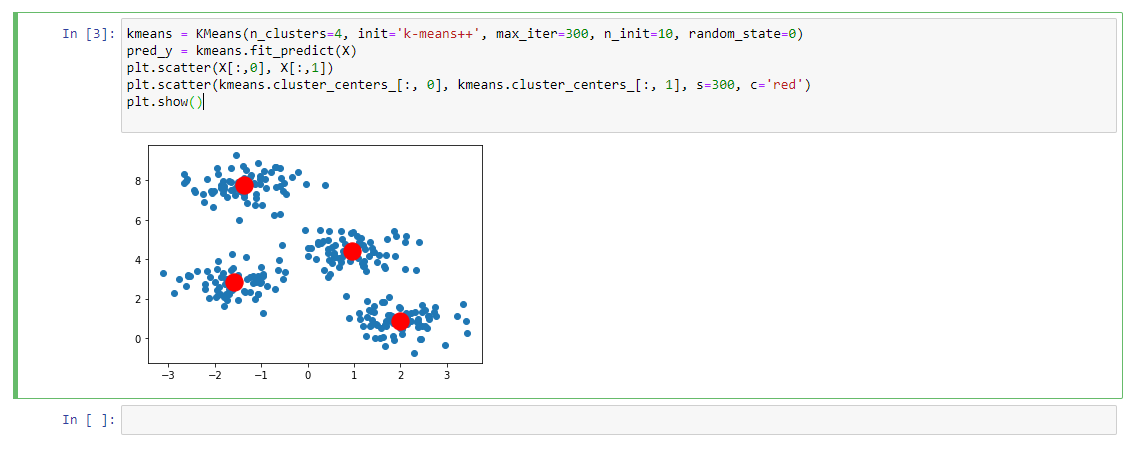 In [3]:
kmeans = KMeans(n_clusters=4, init='k-means++', max_iter=300, n_init=10, random_state=0)
pred_y = kmeans.fit_predict(X)
plt.scatter(X[:,0], X[:,1])
plt.scatter(kmeans.cluster_centers_[:, 0], kmeans.cluster_centers_[:, 1], s=300, c='red')
plt.show()
8
6
4
2
0
−3 −2 −1 0 1 2 3
In [ ]: